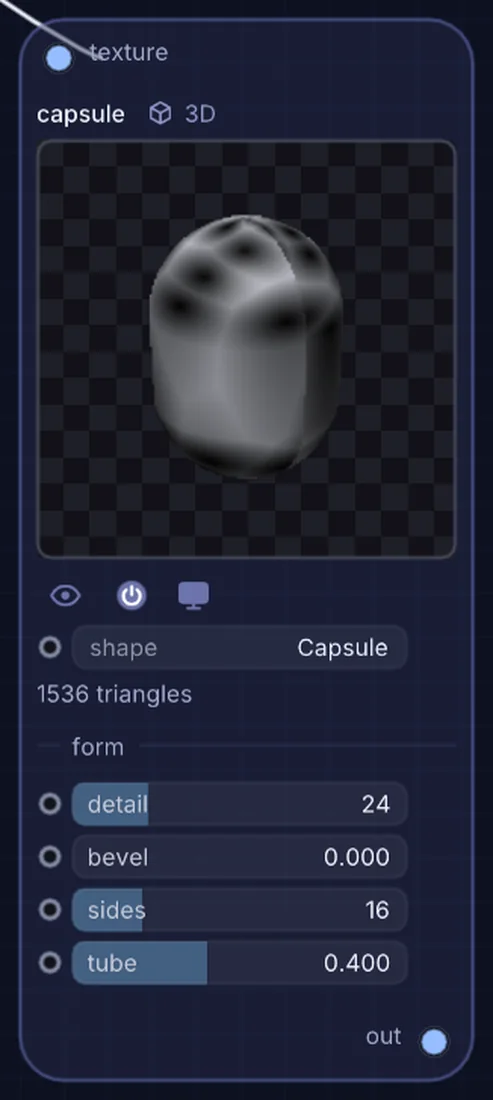 texture
capsule 3D
shape Capsule
1536 triangles
form
detail 24
bevel 0.000
sides 16
tube 0.400
out